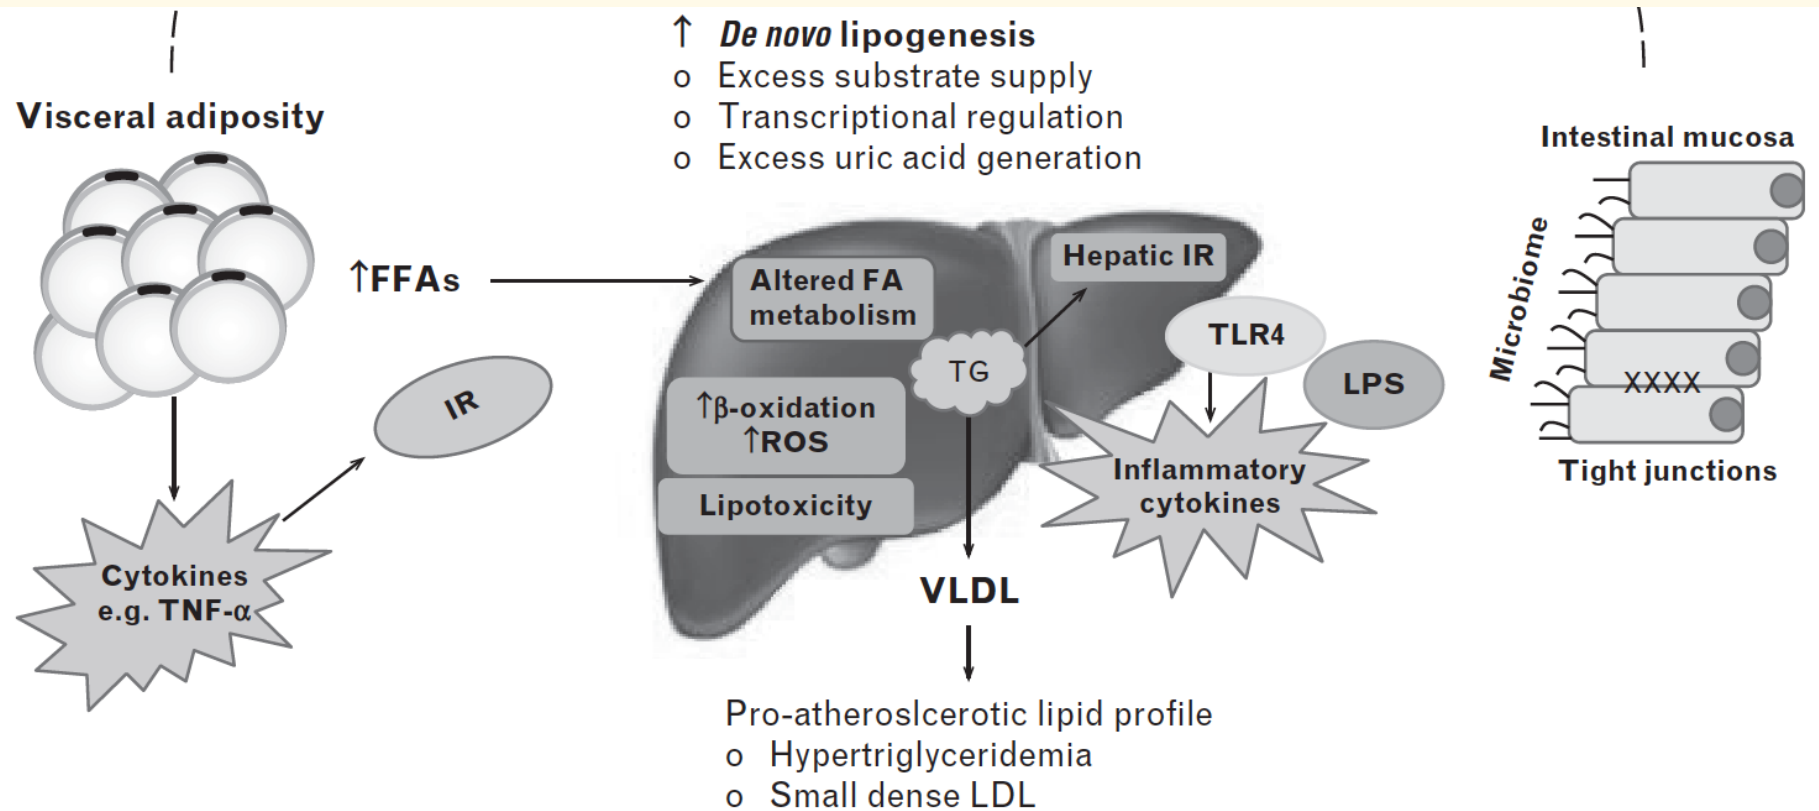 ↑ De novo lipogenesis
o Excess substrate supply
o Transcriptional regulation
o Excess uric acid generation
Visceral adiposity
↑FFAs
IR
Cytokines
e.g. TNF-α
Altered FA
metabolism
Hepatic IR
TG
↑β-oxidation
↑ROS
Lipotoxicity
TLR4
LPS
Inflammatory
cytokines
VLDL
Pro-atheroslcerotic lipid profile
o Hypertriglyceridemia
o Small dense LDL
Intestinal mucosa
Microbiome
XXXX
Tight junctions